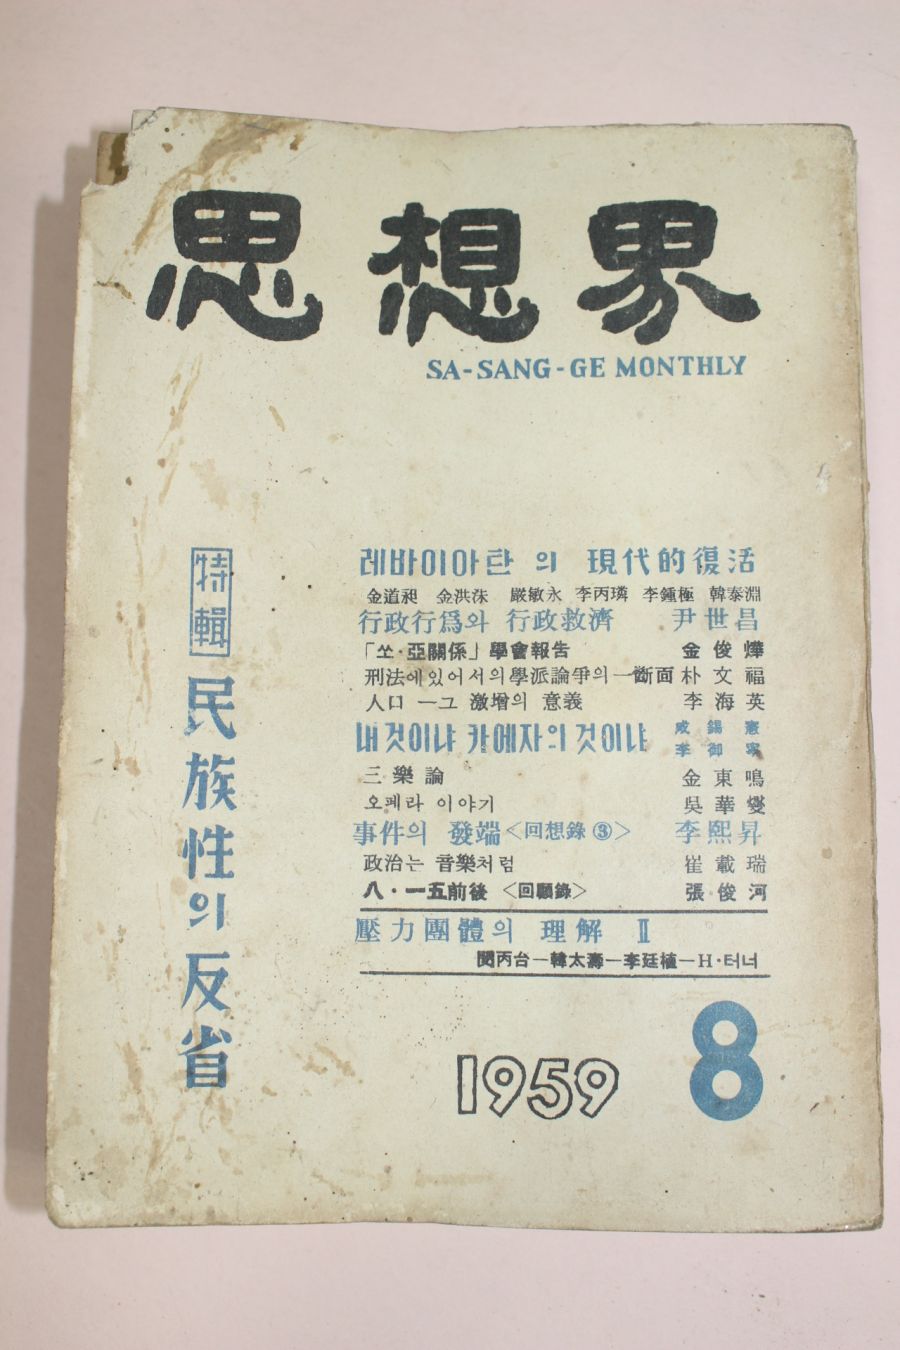 思想界
SA-SANG-GE MONTHLY
特輯
民族性의 反省
레바이아탄의 現代的復活
金道昶 金洪洙 嚴敏永 李丙璘 李鍾極 韓泰淵
行政行爲와 行政救濟 尹世昌
「쏘·亞關係」學會報告 金俊燁
刑法에있어서의學派論爭의一斷面 朴文福
人口 ―그 激增의 意義 李海英
내것이냐 카에자의것이냐 咸錫憲
李御寧
三樂論 金東鳴
오페라 이야기 吳華燮
事件의 發端<回想錄③> 李熙昇
政治는 音樂처럼 崔載瑞
八·一五前後 <回顧錄> 張俊河
壓力團體의 理解 Ⅱ
閔丙台―韓太壽―李廷植―H·터너
1959
8